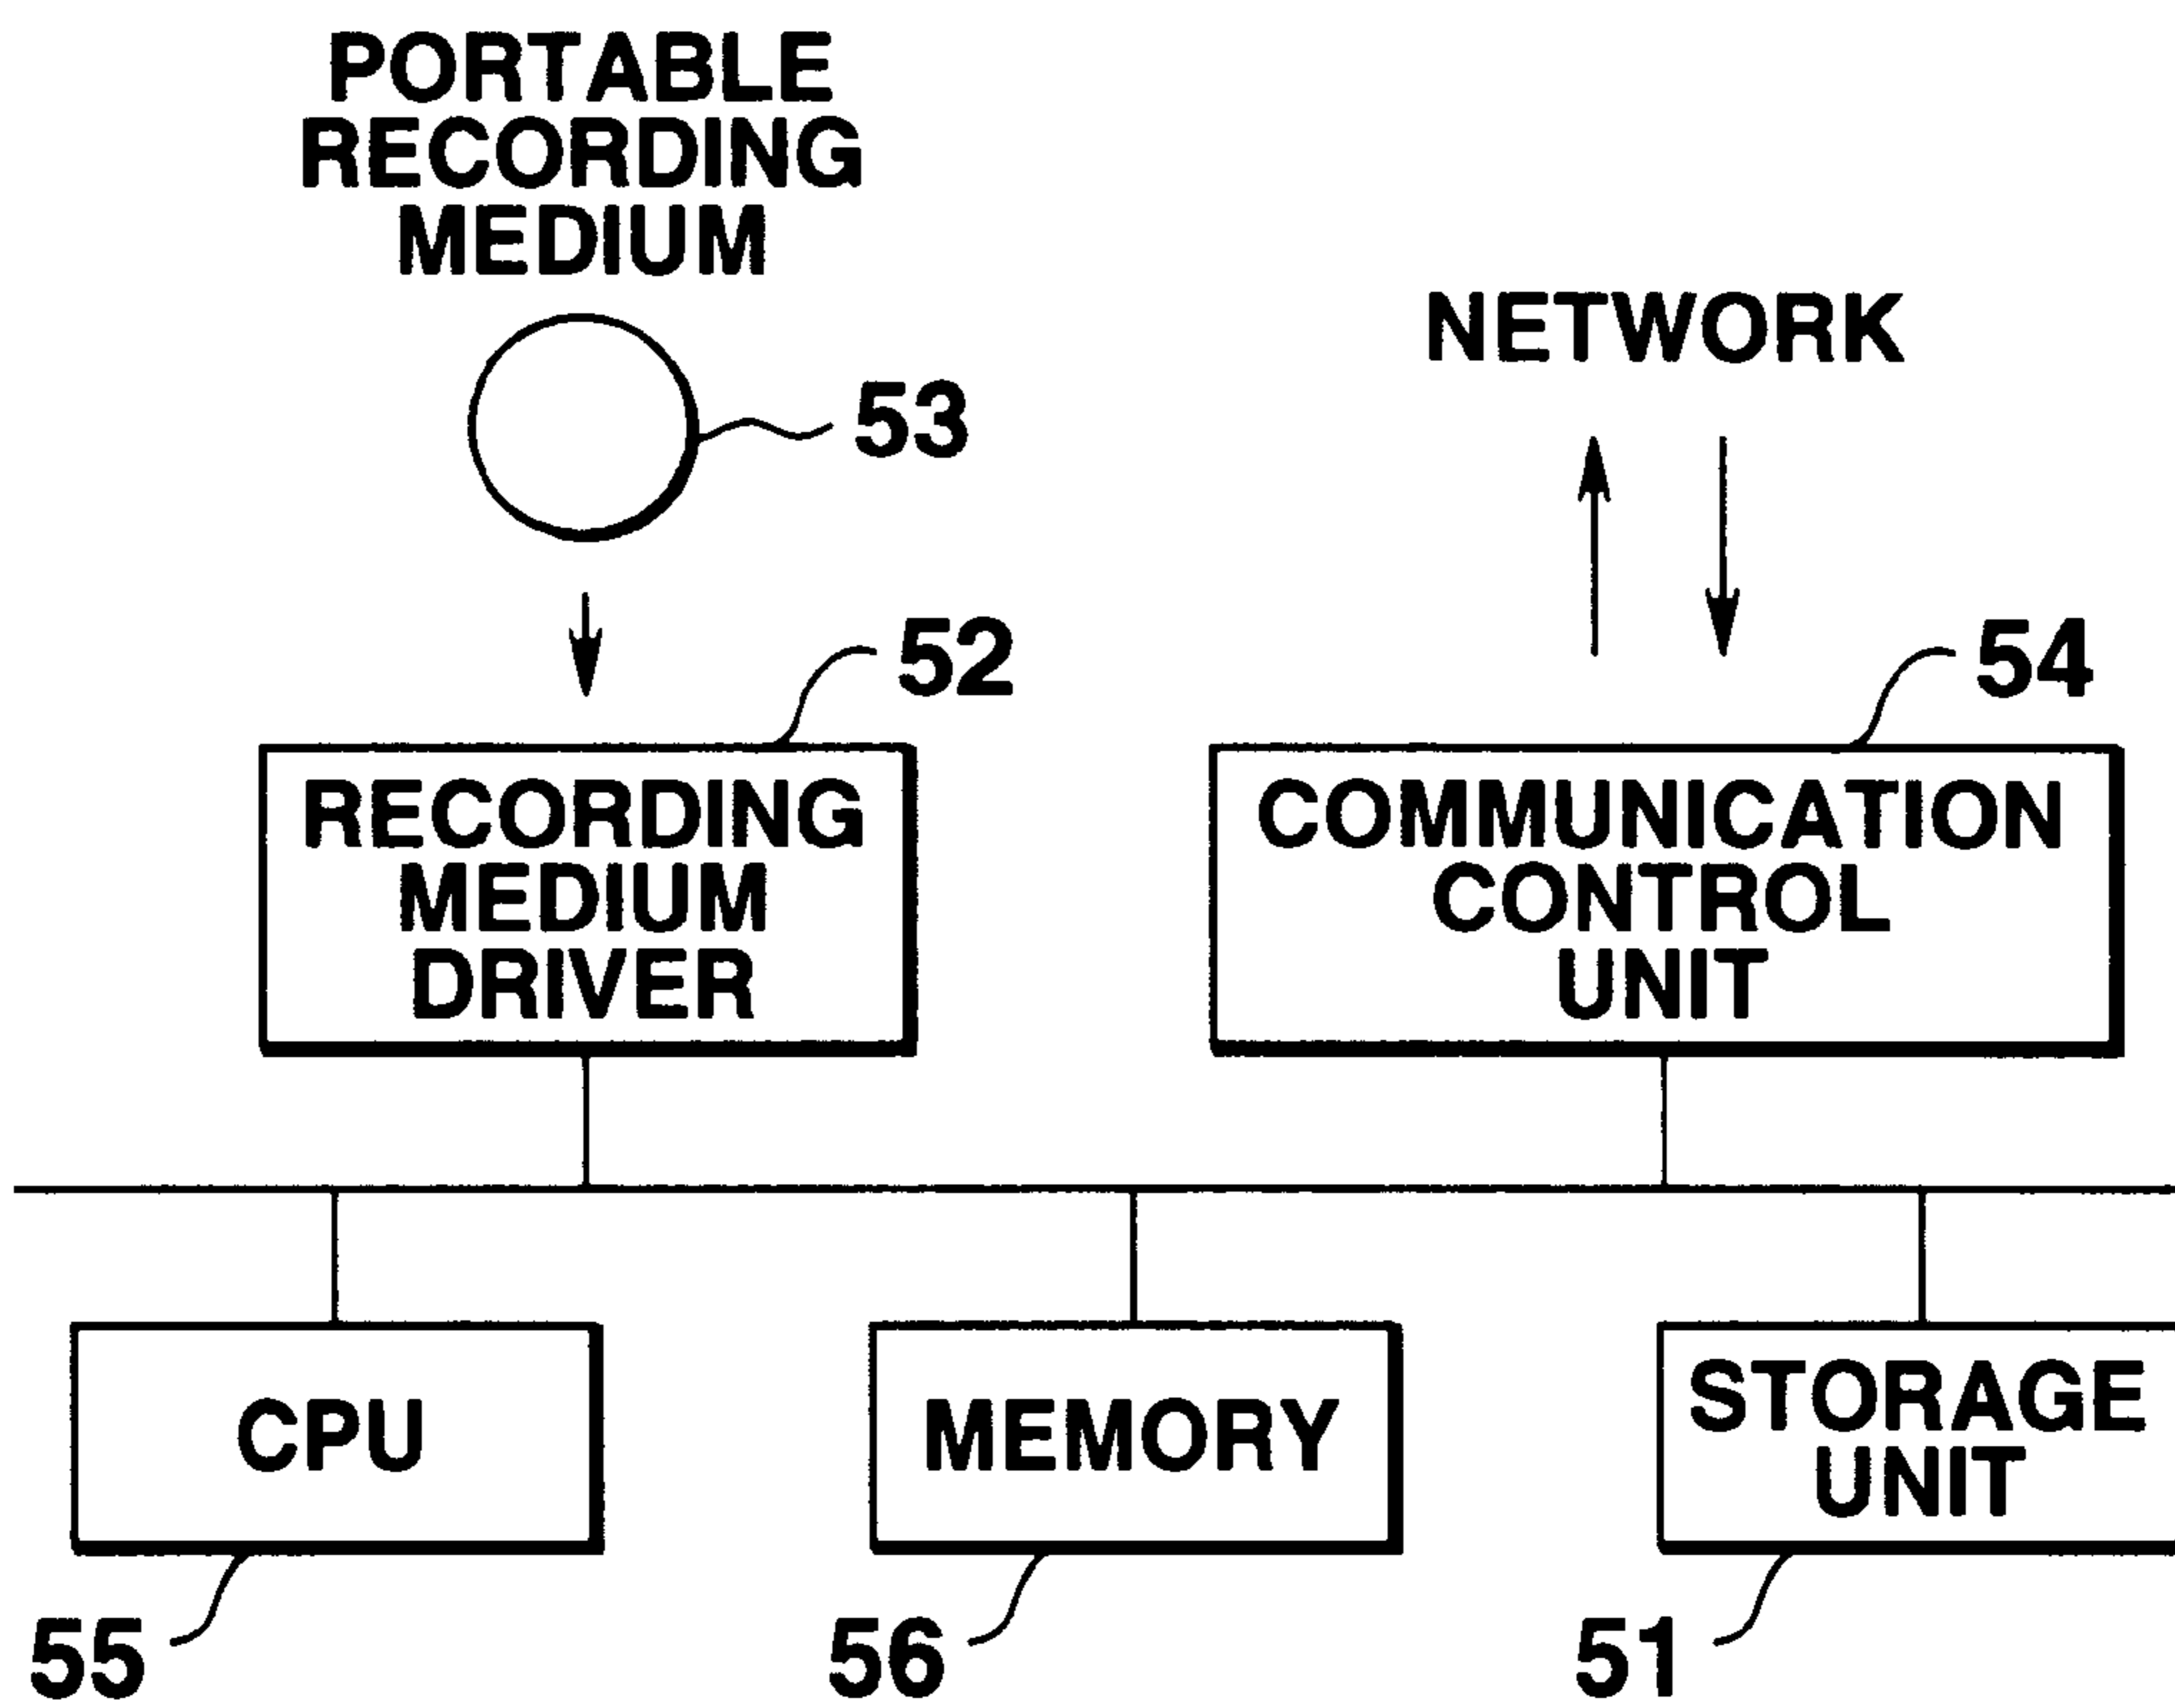 PORTABLE
RECORDING
MEDIUM
NETWORK
53
52
54
RECORDING
MEDIUM
DRIVER
COMMUNICATION
CONTROL
UNIT
CPU
MEMORY
STORAGE
UNIT
55
56
51